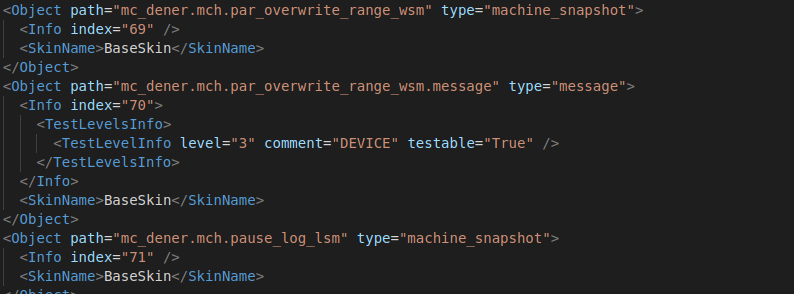 <Object path="mc_dener.mch.par_overwrite_range_wsm" type="machine_snapshot">
<Info index="69" />
<SkinName>BaseSkin</SkinName>
</Object>
<Object path="mc_dener.mch.par_overwrite_range_wsm.message" type="message">
<Info index="70">
<TestLevelsInfo>
<TestLevelInfo level="3" comment="DEVICE" testable="True" />
</TestLevelsInfo>
</Info>
<SkinName>BaseSkin</SkinName>
</Object>
<Object path="mc_dener.mch.pause_log_lsm" type="machine_snapshot">
<Info index="71" />
<SkinName>BaseSkin</SkinName>
</Object>